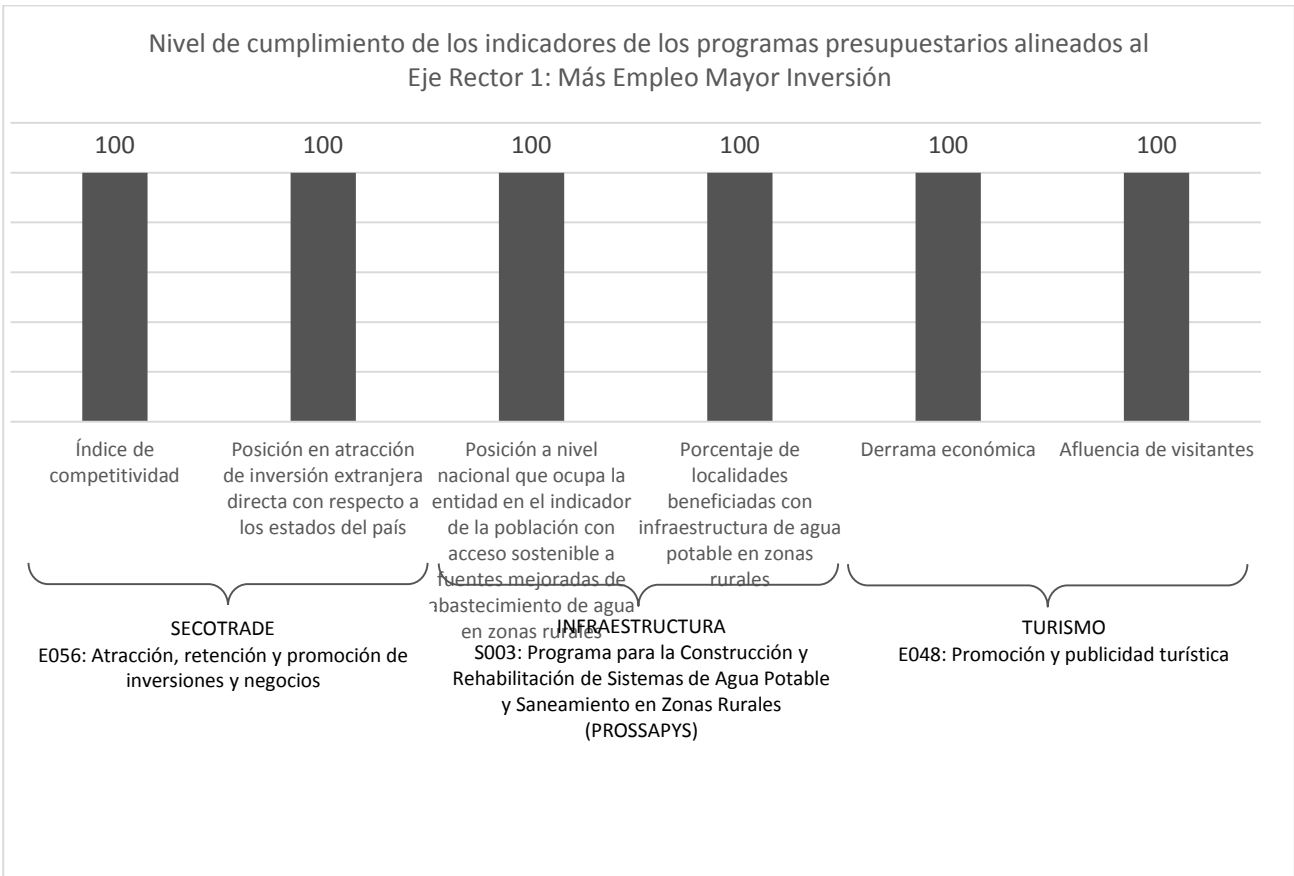 Nivel de cumplimiento de los indicadores de los programas presupuestarios alineados al
Eje Rector 1: Más Empleo Mayor Inversión
100
100
100
100
100
100
Índice de
competitividad
Posición en atracción
de inversión extranjera
directa con respecto a
los estados del país
Posición a nivel
nacional que ocupa la
entidad en el indicador
de la población con
acceso sostenible a
fuentes mejoradas de
abastecimiento de agua
en zonas rurales
Porcentaje de
localidades
beneficiadas con
infraestructura de agua
potable en zonas
rurales
Derrama económica
Afluencia de visitantes
SECOTRADE
E056: Atracción, retención y promoción de
inversiones y negocios
INFRAESTRUCTURA
S003: Programa para la Construcción y
Rehabilitación de Sistemas de Agua Potable
y Saneamiento en Zonas Rurales
(PROSSAPYS)
TURISMO
E048: Promoción y publicidad turística